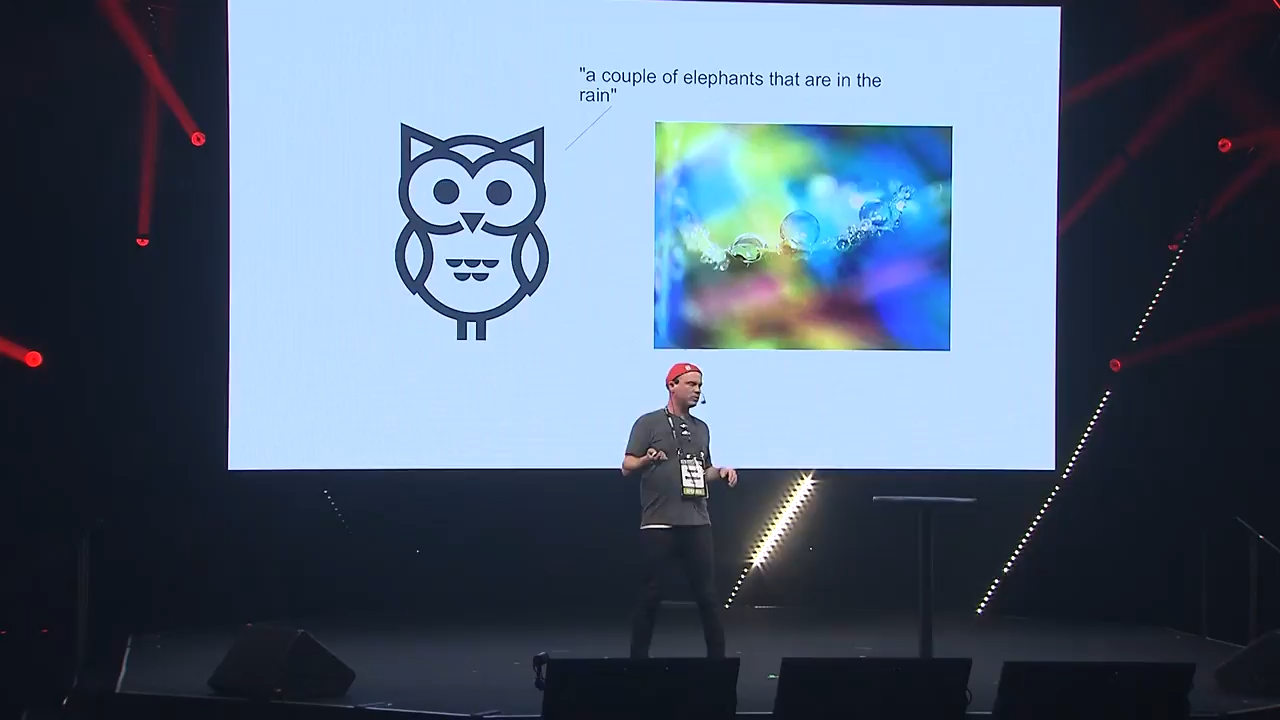 "a couple of elephants that are in the
rain"